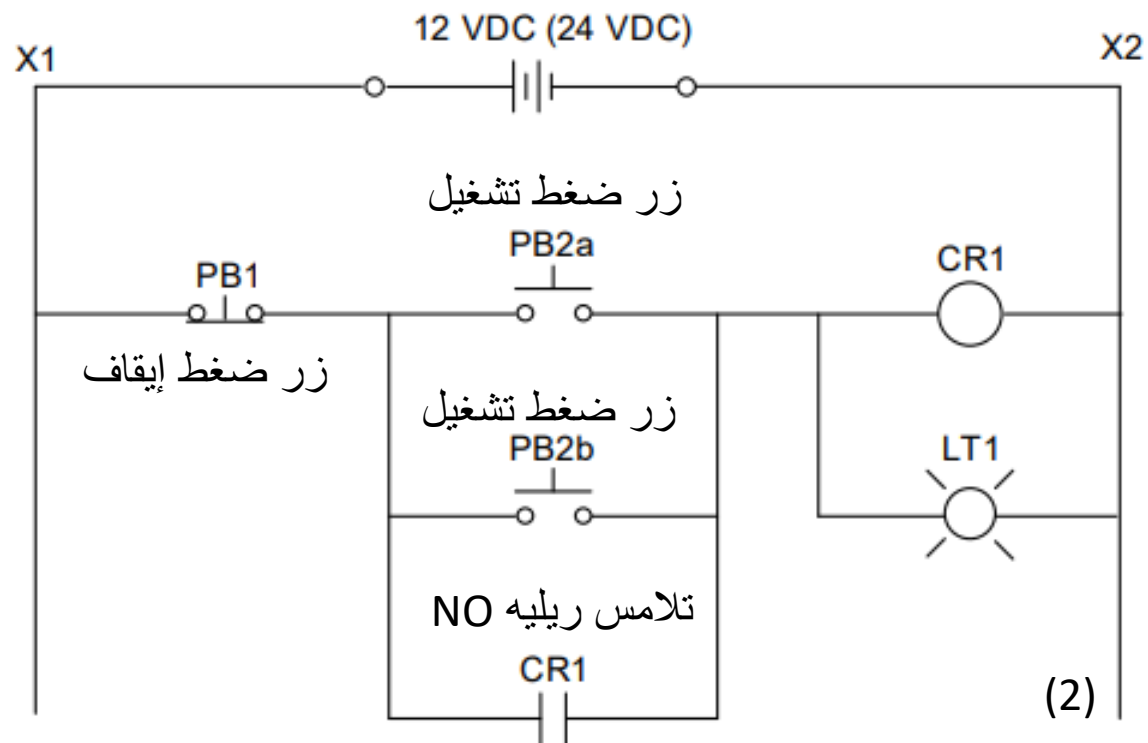 12 VDC (24 VDC)
X1
X2
زر ضغط تشغيل
PB2a
PB1
CR1
زر ضغط إيقاف
زر ضغط تشغيل
PB2b
LT1
تلامس ريليه NO
CR1
(2)